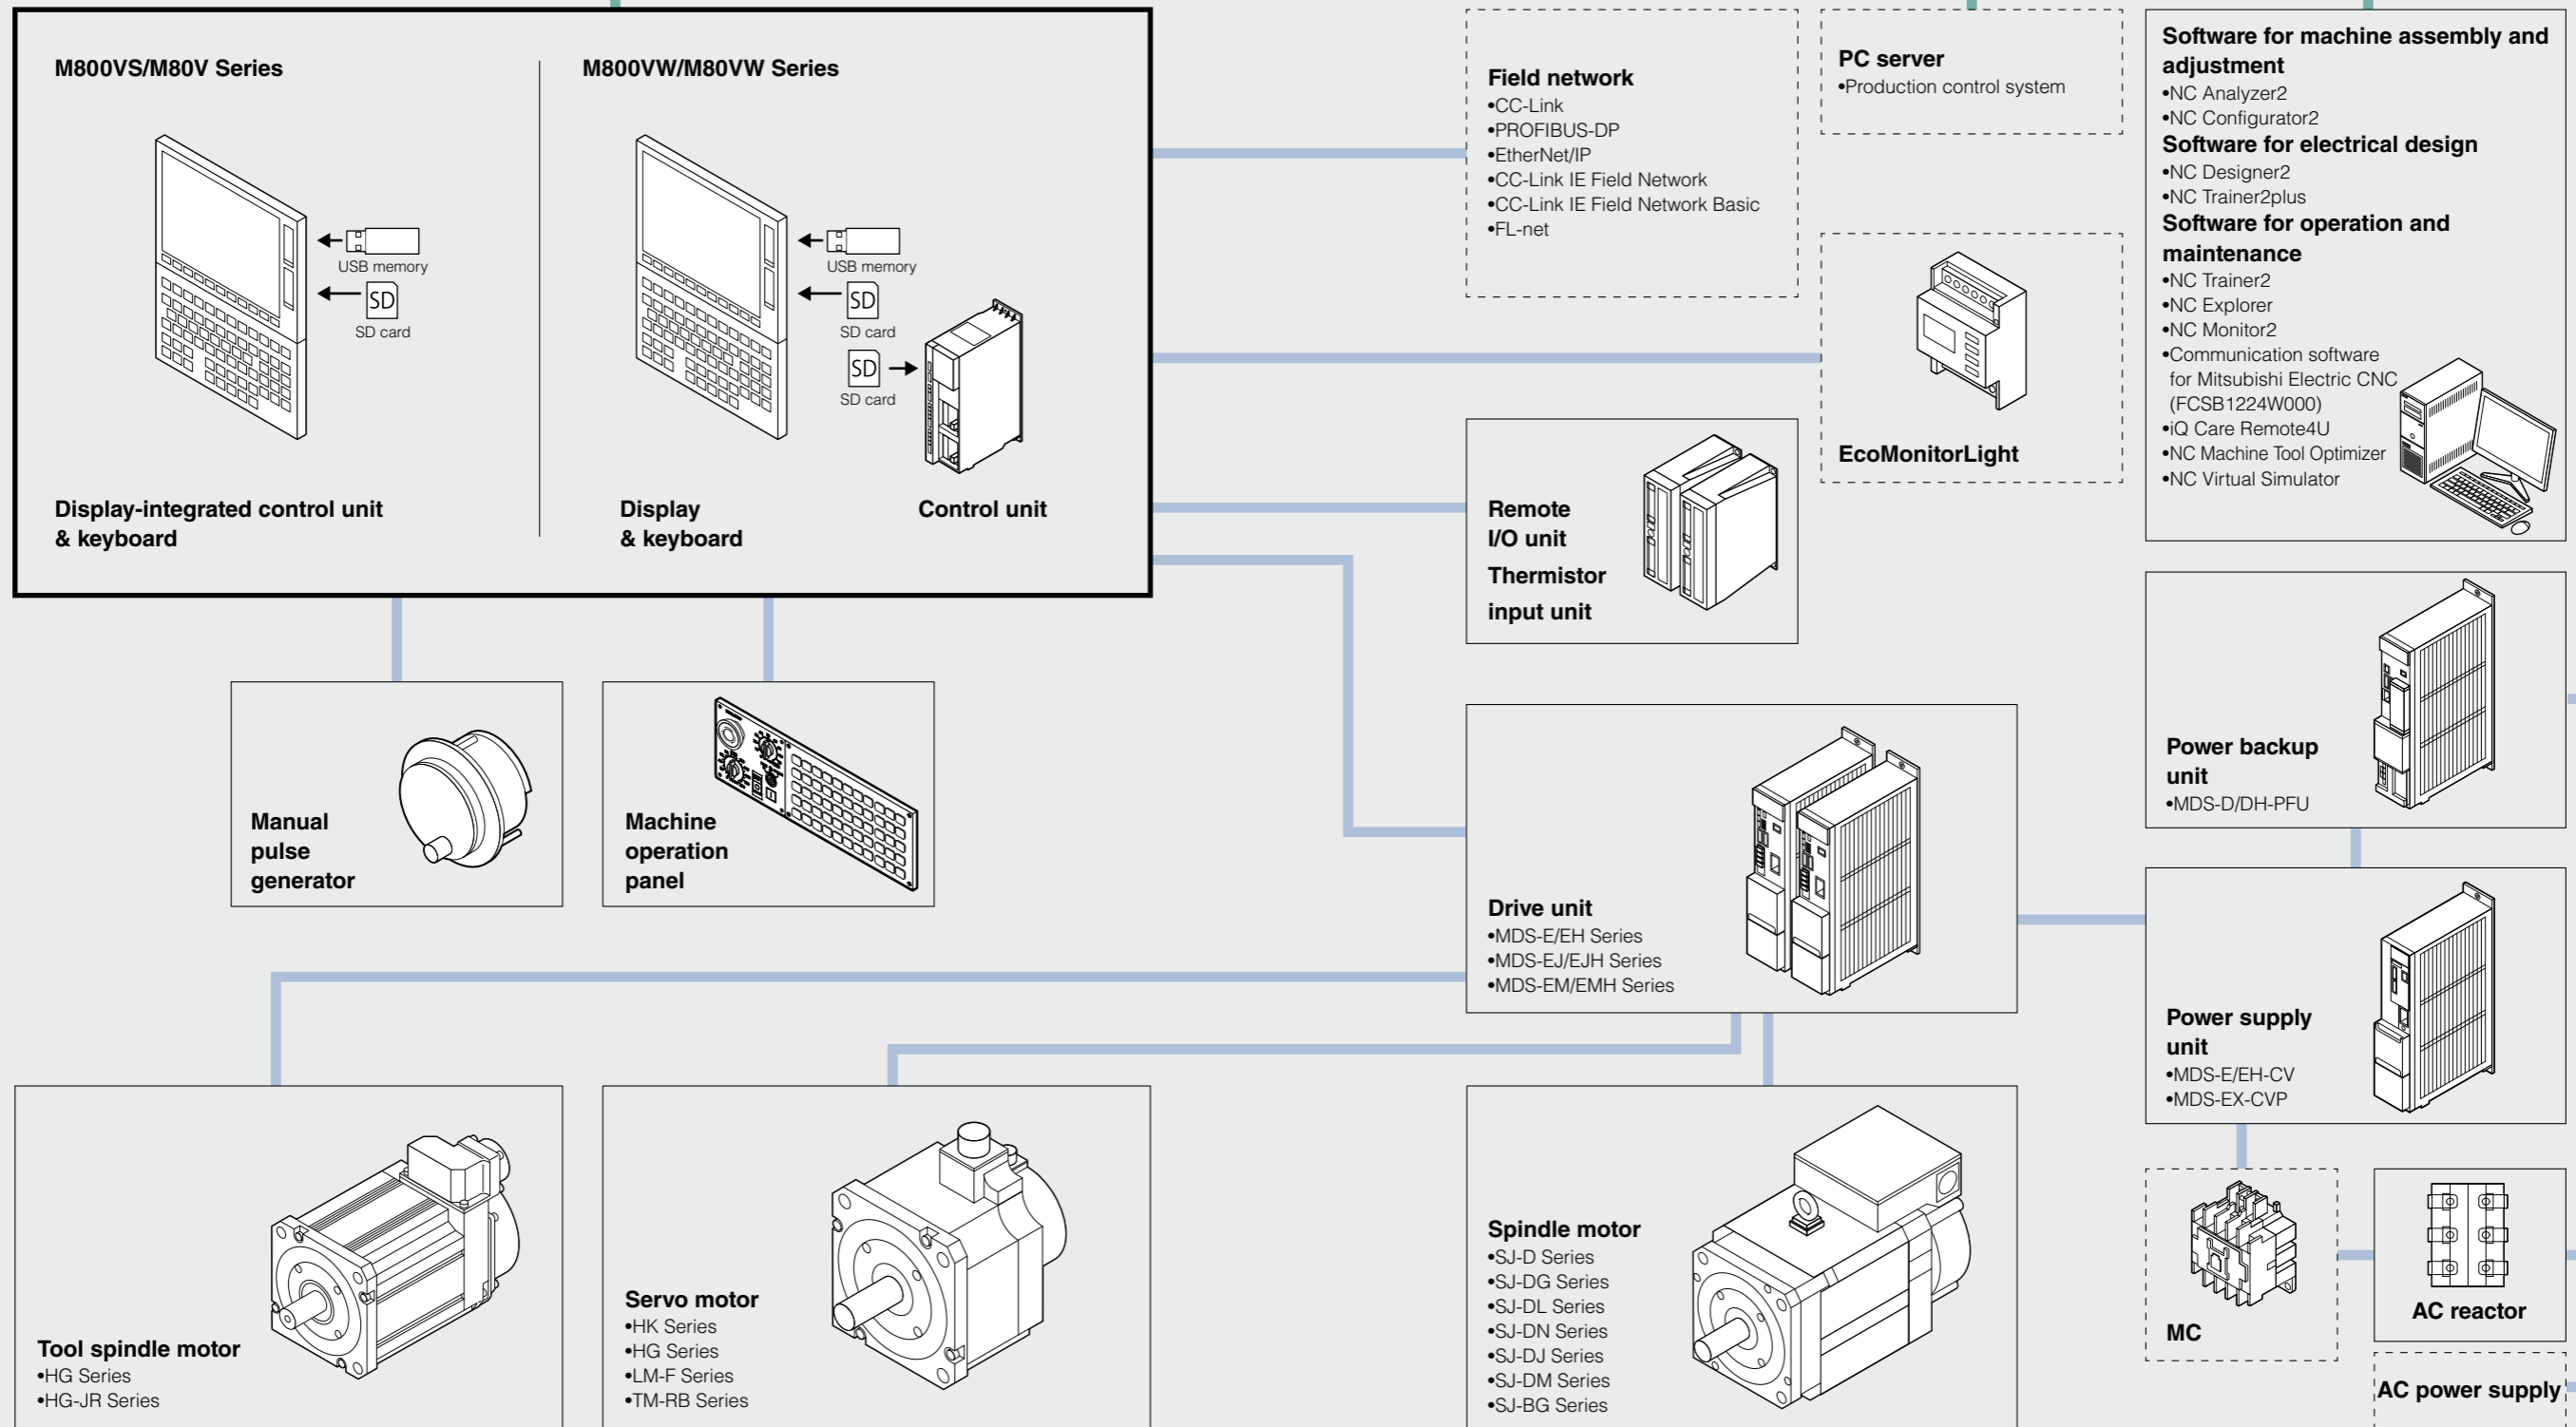 M800VS/M80V Series
USB memory
SD
SD card
Display-integrated control unit
& keyboard
M800VW/M80VW Series
USB memory
SD
SD card
SD
SD card
Display
& keyboard
Control unit
Field network
•CC-Link
•PROFIBUS-DP
•EtherNet/IP
•CC-Link IE Field Network
•CC-Link IE Field Network Basic
•FL-net
PC server
•Production control system
EcoMonitorLight
Software for machine assembly and
adjustment
•NC Analyzer2
•NC Configurator2
Software for electrical design
•NC Designer2
•NC Trainer2plus
Software for operation and
maintenance
•NC Trainer2
•NC Explorer
•NC Monitor2
•Communication software
for Mitsubishi Electric CNC
(FCSB1224W000)
•iQ Care Remote4U
•NC Machine Tool Optimizer
•NC Virtual Simulator
Remote
I/O unit
Thermistor
input unit
Manual
pulse
generator
Machine
operation
panel
Drive unit
•MDS-E/EH Series
•MDS-EJ/EJH Series
•MDS-EM/EMH Series
Power backup
unit
•MDS-D/DH-PFU
Power supply
unit
•MDS-E/EH-CV
•MDS-EX-CVP
Tool spindle motor
•HG Series
•HG-JR Series
Servo motor
•HK Series
•HG Series
•LM-F Series
•TM-RB Series
Spindle motor
•SJ-D Series
•SJ-DG Series
•SJ-DL Series
•SJ-DN Series
•SJ-DJ Series
•SJ-DM Series
•SJ-BG Series
MC
AC reactor
AC power supply